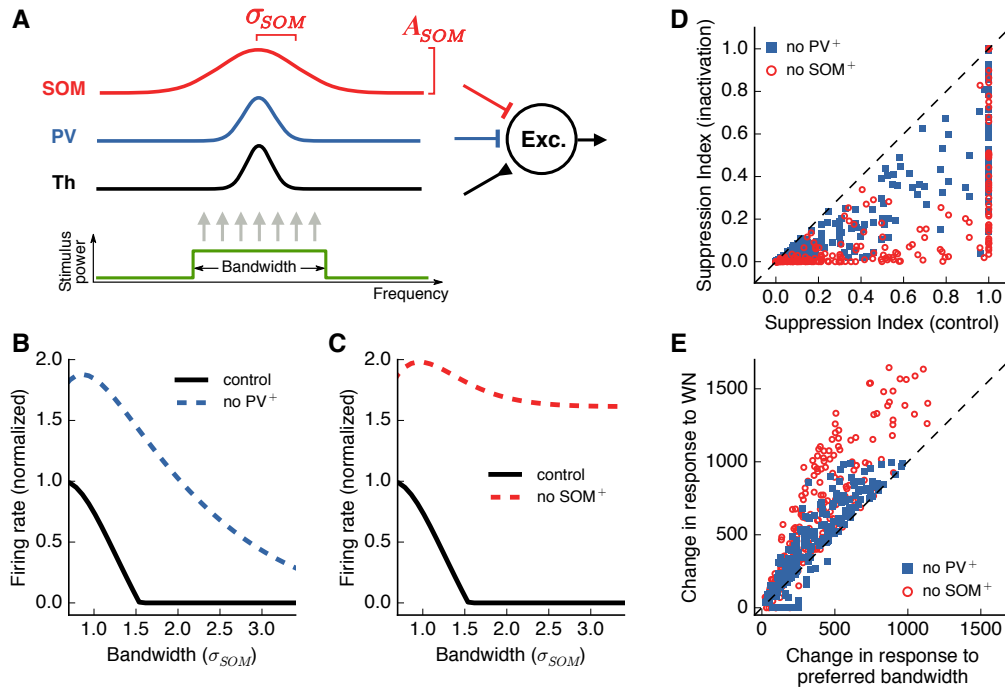 A
σSOM
ASOM
SOM
PV
Th
Exc.
Stimulus
power
Bandwidth
Frequency
B
Firing rate (normalized)
2.0
1.5
1.0
0.5
0.0
control
no PV+
1.0 1.5 2.0 2.5 3.0
Bandwidth (σSOM)
C
Firing rate (normalized)
2.0
1.5
1.0
0.5
0.0
control
no SOM+
1.0 1.5 2.0 2.5 3.0
Bandwidth (σSOM)
D
Suppression Index (inactivation)
no PV+
no SOM+
1.0
0.8
0.6
0.4
0.2
0.0
0.0 0.2 0.4 0.6 0.8 1.0
Suppression Index (control)
E
Change in response to WN
1500
1000
500
0
no PV+
no SOM+
0 500 1000 1500
Change in response to
preferred bandwidth